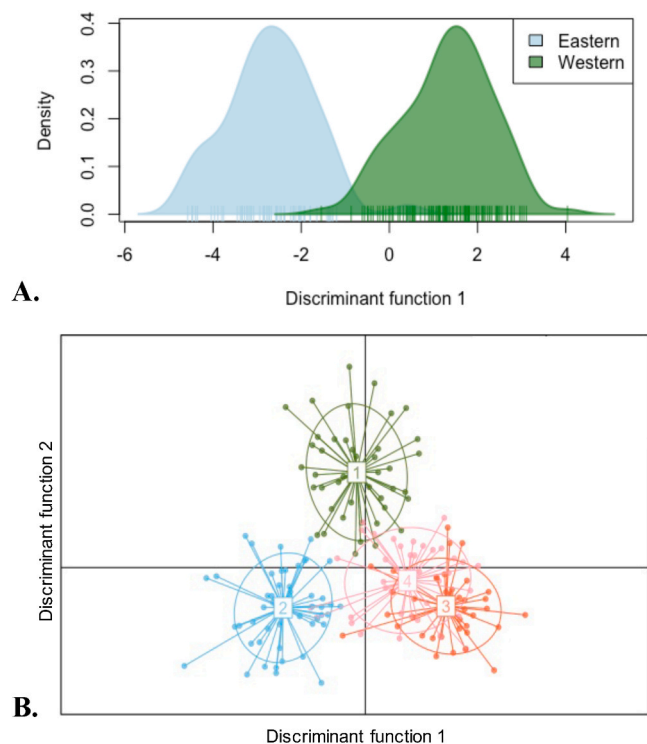 0.4
0.3
0.2
0.1
0.0
Density
Eastern
Western
-6 -4 -2 0 2 4
Discriminant function 1
A.
1
2
4
3
Discriminant function 2
B.
Discriminant function 1